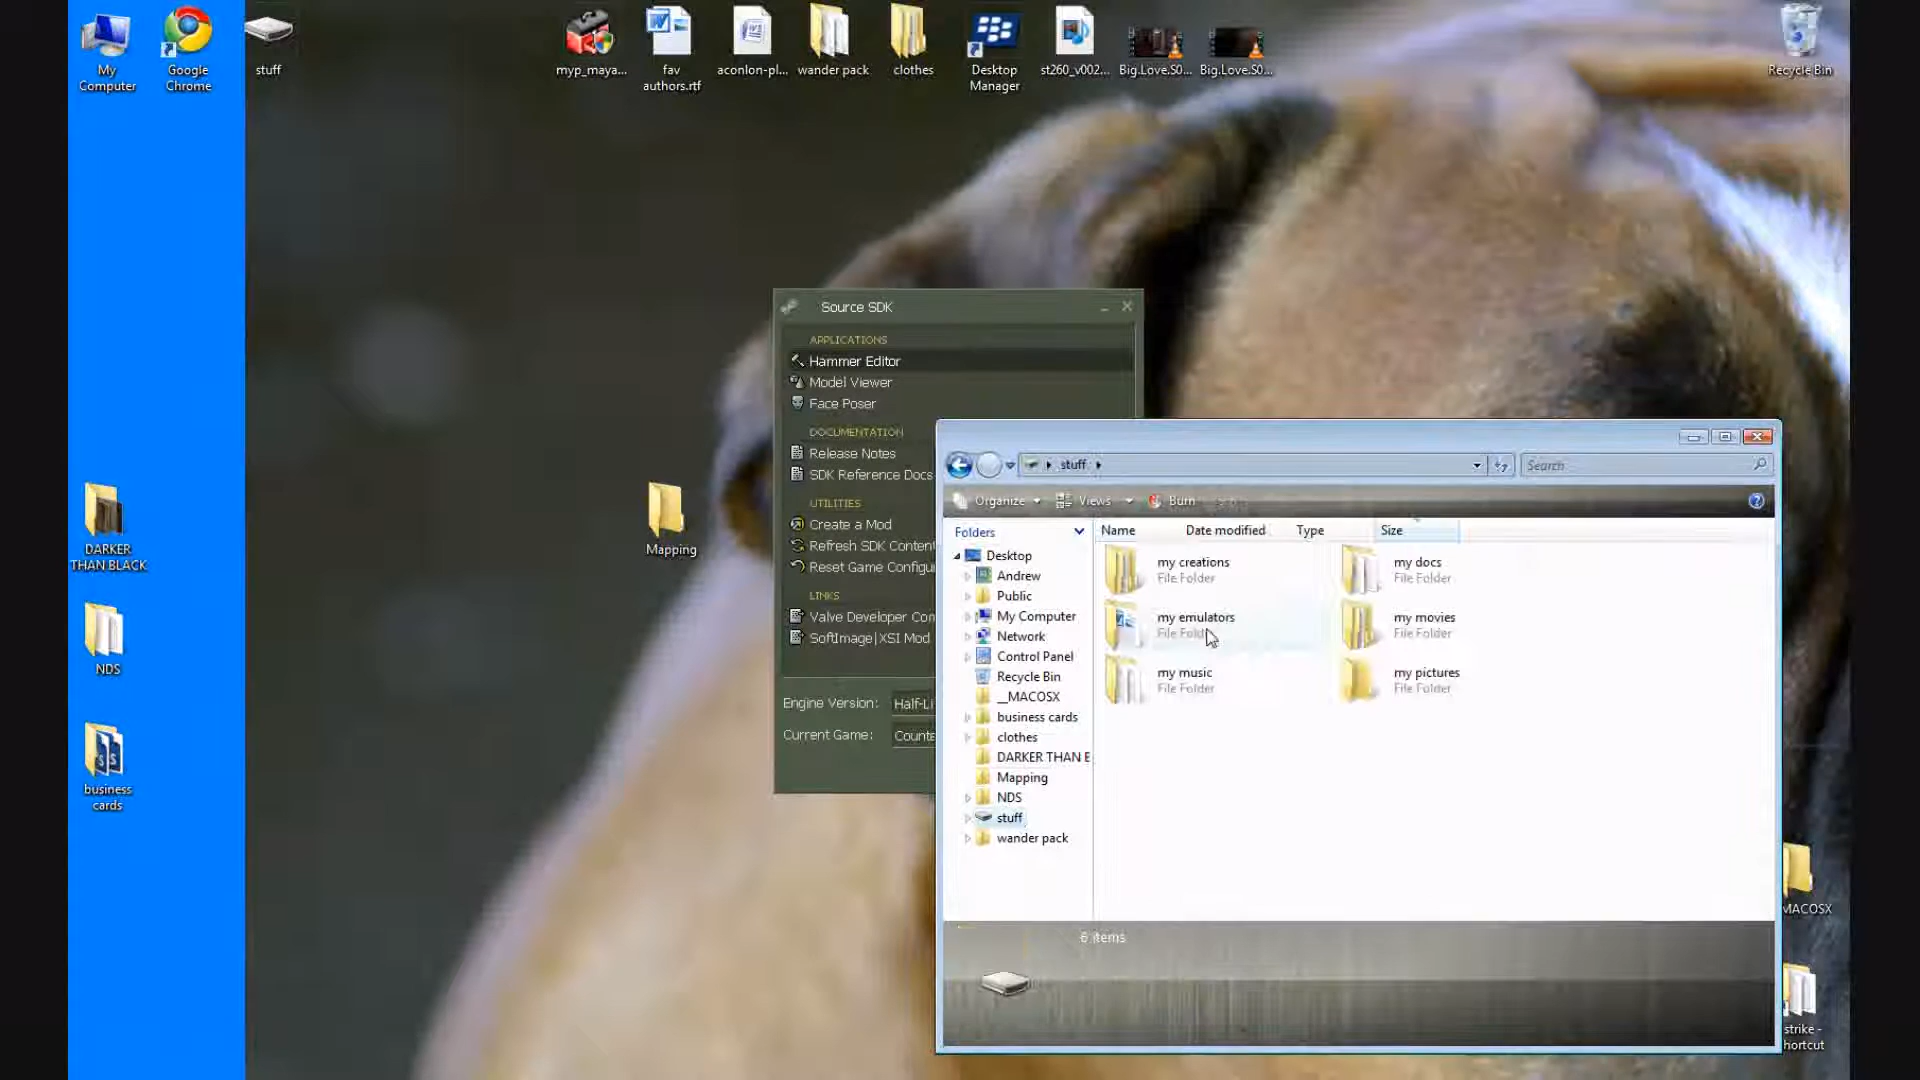 My
Computer
Google
Chrome
stuff
myp_maya...
fav
authors.rtf
aconlon-pl...
wander pack
clothes
Desktop
Manager
st260_v002...
Big.Love.S0...
Big.Love.S0...
Recycle Bin
DARKER
THAN BLACK
NDS
business
cards
Mapping
Source SDK
APPLICATIONS
Hammer Editor
Model Viewer
Face Poser
DOCUMENTATION
Release Notes
SDK Reference Docs
UTILITIES
Create a Mod
Refresh SDK Conten
Reset Game Configu
LINKS
Valve Developer Con
SoftImage|XSI Mod
Engine Version: Half-Li
Current Game: Counte
stuff
Search
Organize
Views
Burn
Folders
Name
Date modified
Type
Size
Desktop
Andrew
Public
My Computer
Network
Control Panel
Recycle Bin
__MACOSX
business cards
clothes
DARKER THAN B
Mapping
NDS
stuff
wander pack
my creations
File Folder
my docs
File Folder
my emulators
File Fold
my movies
File Folder
my music
File Folder
my pictures
File Folder
6 items
MACOSX
strike -
hortcut